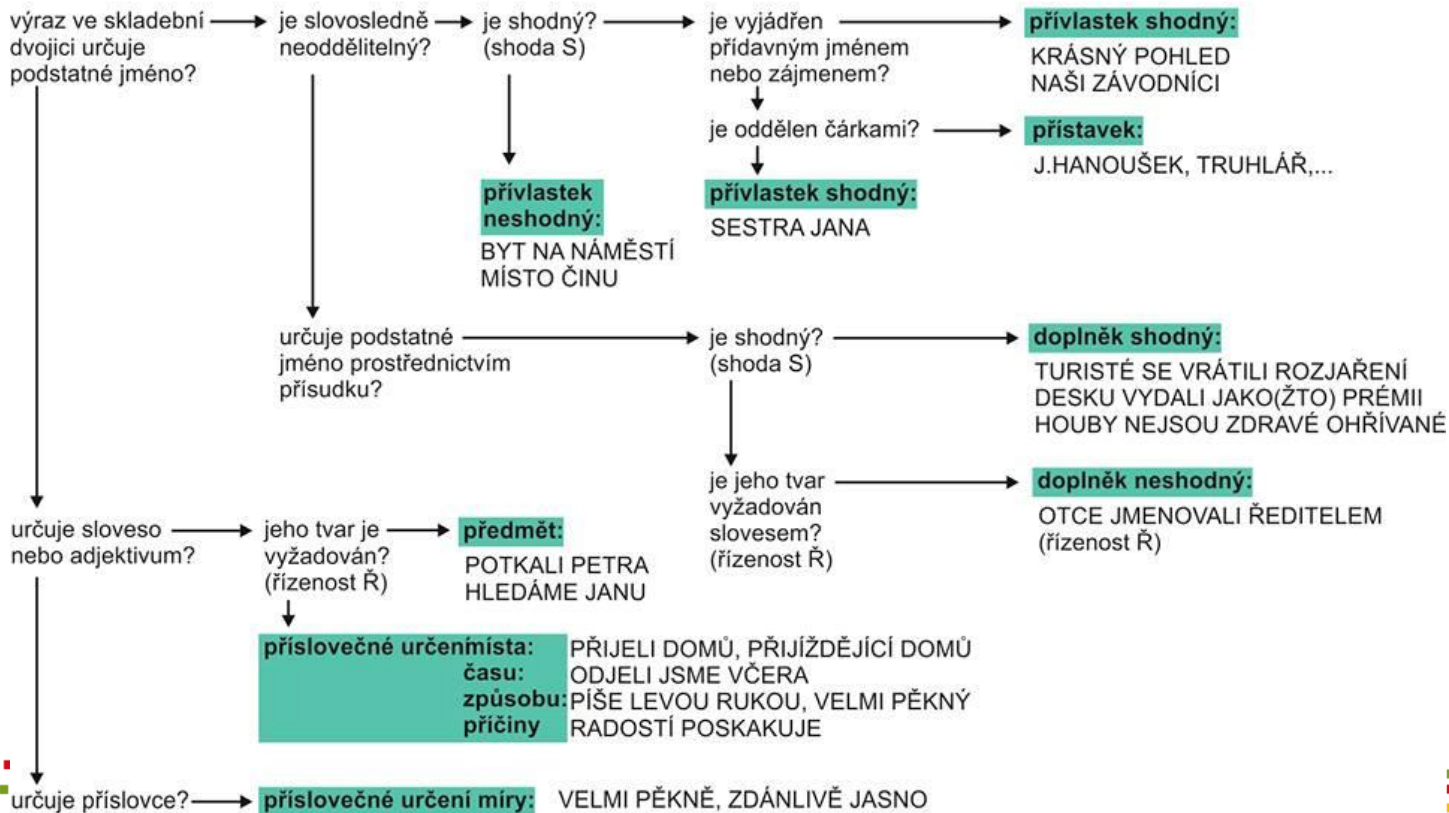 výraz ve skladební
dvojici určuje
podstatné jméno?
je slovosledně
neoddělitelný?
je shodný?
(shoda S)
je vyjádřen
přídavným jménem
nebo zájmenem?
přívlastek shodný:
KRÁSNÝ POHLED
NAŠI ZÁVODNÍCI
je oddělen čárkami?
přístavek:
J.HANOUŠEK, TRUHLÁŘ,...
přívlastek
neshodný:
BYT NA NÁMĚSTÍ
MÍSTO ČINU
přívlastek shodný:
SESTRA JANA
určuje podstatné
jméno prostřednictvím
přísudku?
je shodný?
(shoda S)
doplněk shodný:
TURISTÉ SE VRÁTILI ROZJAŘENÍ
DESKU VYDALI JAKO(ŽTO) PRÉMII
HOUBY NEJSOU ZDRAVÉ OHŘÍVANÉ
je jeho tvar
vyžadován
slovesem?
(řízenost Ř)
doplněk neshodný:
OTCE JMENOVALI ŘEDITELEM
(řízenost Ř)
určuje sloveso
nebo adjektivum?
jeho tvar je
vyžadován?
(řízenost Ř)
předmět:
POTKALI PETRA
HLEDÁME JANU
příslovečné určenímísta: PŘIJELI DOMŮ, PŘIJÍŽDĚJÍCÍ DOMŮ
času: ODJELI JSME VČERA
způsobu: PÍŠE LEVOU RUKOU, VELMI PĚKNÝ
příčiny RADOSTÍ POSKAKUJE
určuje příslovce?
příslovečné určení míry: VELMI PĚKNĚ, ZDÁNLIVĚ JASNO